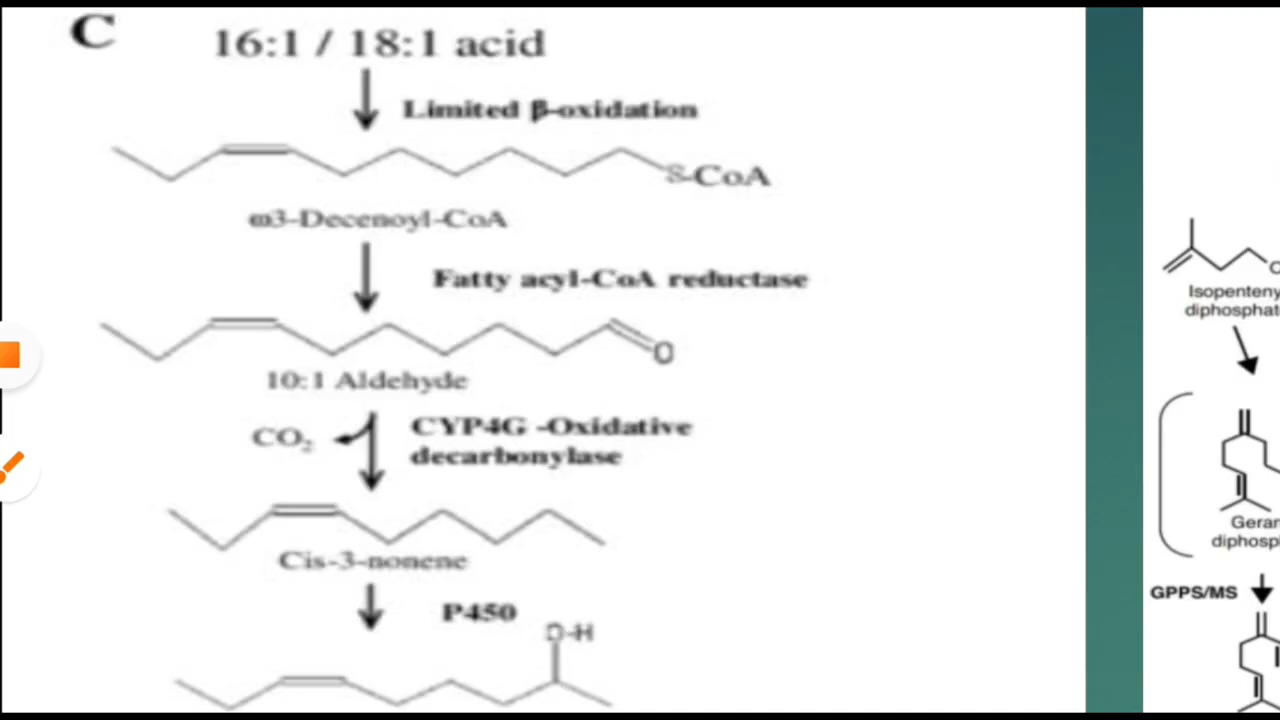 C
16:1 / 18:1 acid
Limited β-oxidation
S-CoA
ω3-Decenoyl-CoA
Fatty acyl-CoA reductase
O
10:1 Aldehyde
CO₂
CYP4G -Oxidative
decarbonylase
Cis-3-nonene
P450
O-H
Isopenteny
diphosphat
Geran
diphosph
GPPS/MS